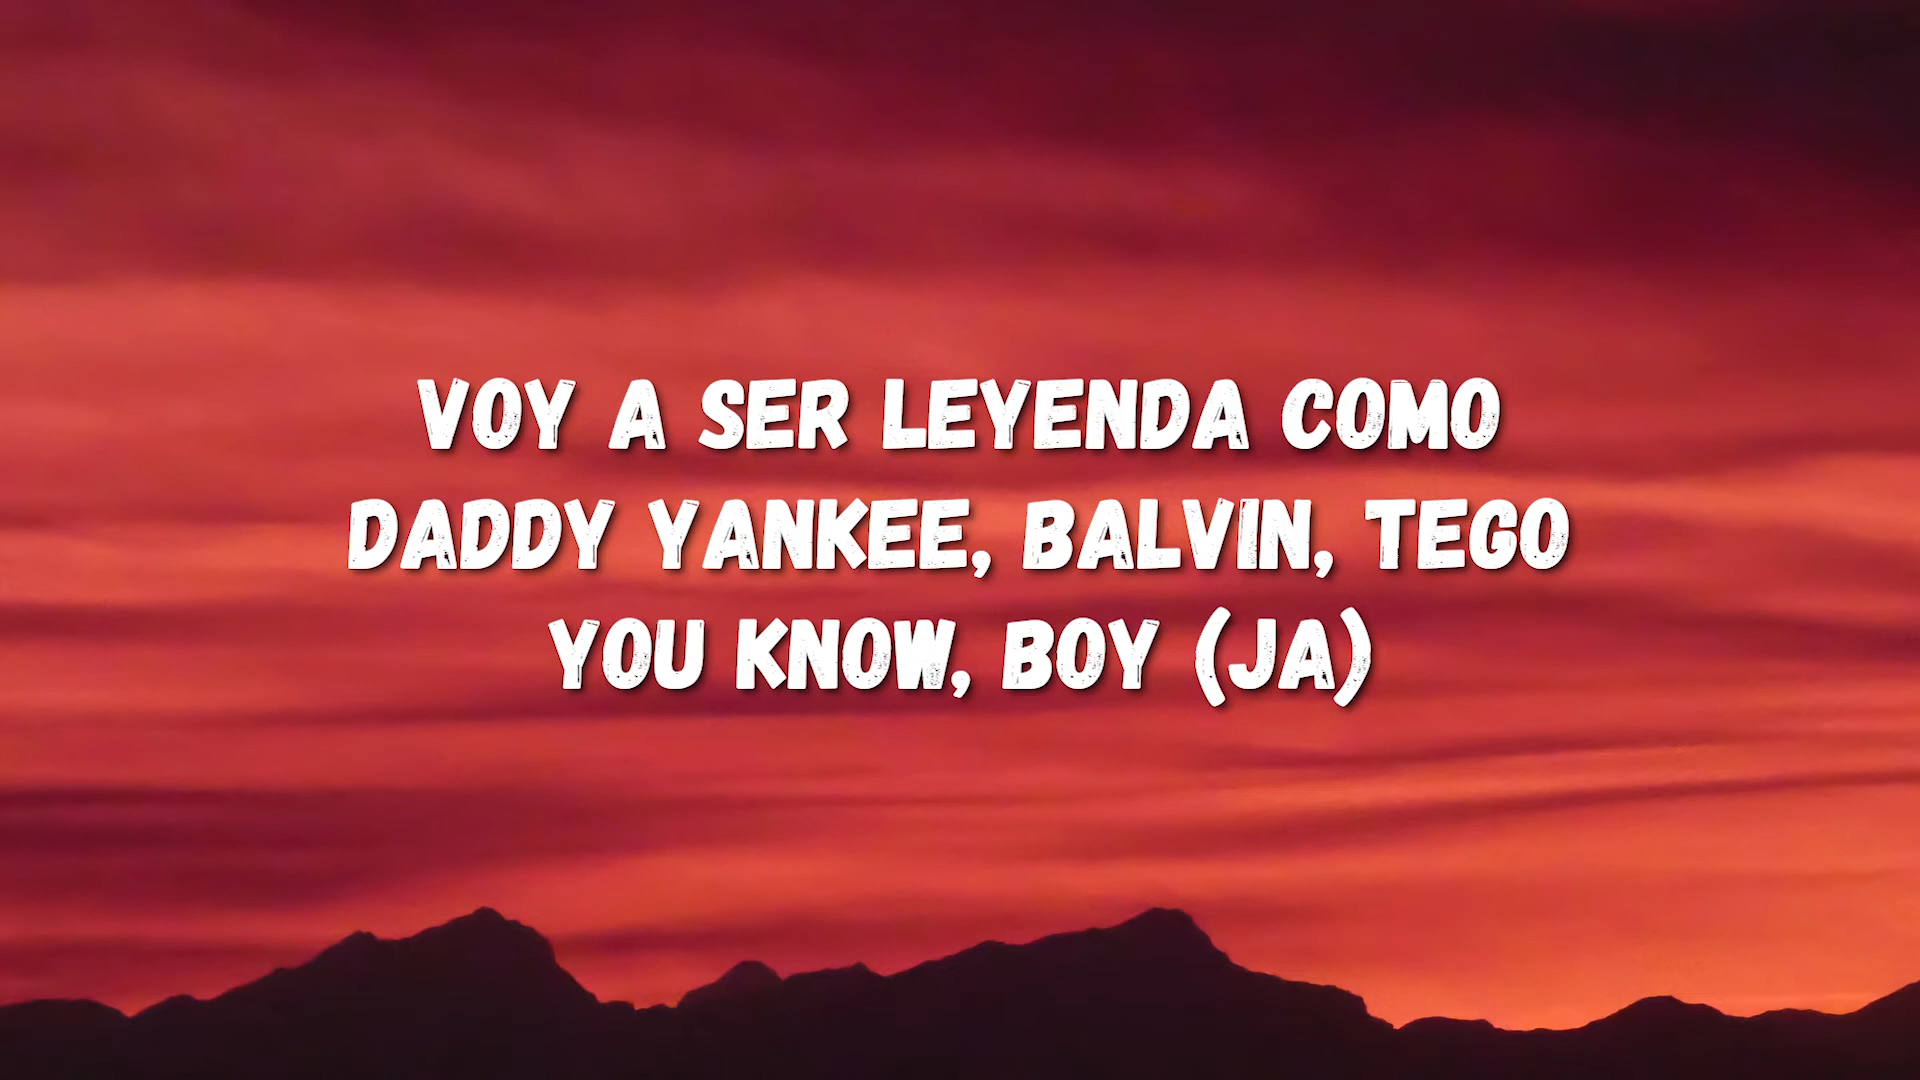 VOY A SER LEYENDA COMO
DADDY YANKEE, BALVIN, TEGO
YOU KNOW, BOY (JA)